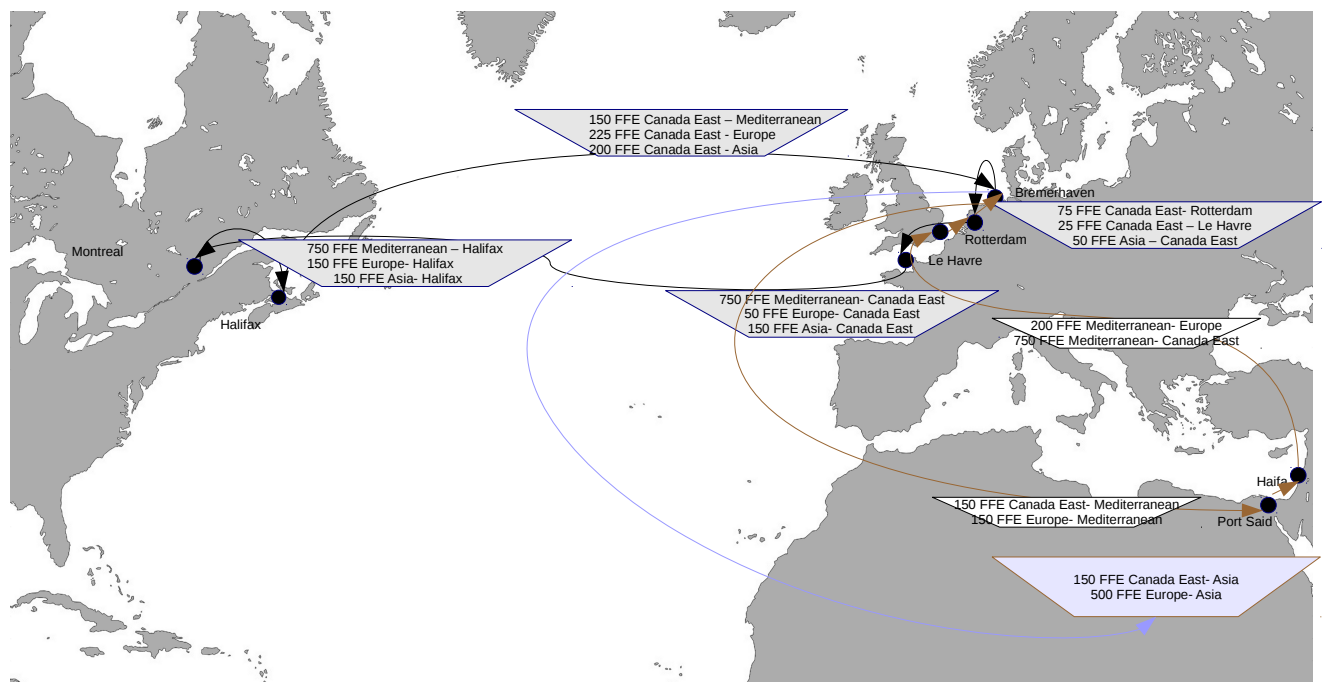 150 FFE Canada East – Mediterranean
225 FFE Canada East - Europe
200 FFE Canada East - Asia
Bremerhaven
75 FFE Canada East- Rotterdam
25 FFE Canada East – Le Havre
50 FFE Asia – Canada East
Rotterdam
Le Havre
Montreal
750 FFE Mediterranean – Halifax
150 FFE Europe- Halifax
150 FFE Asia- Halifax
Halifax
750 FFE Mediterranean- Canada East
50 FFE Europe- Canada East
150 FFE Asia- Canada East
200 FFE Mediterranean- Europe
750 FFE Mediterranean- Canada East
Haifa
150 FFE Canada East- Mediterranean
150 FFE Europe- Mediterranean
Port Said
150 FFE Canada East- Asia
500 FFE Europe- Asia